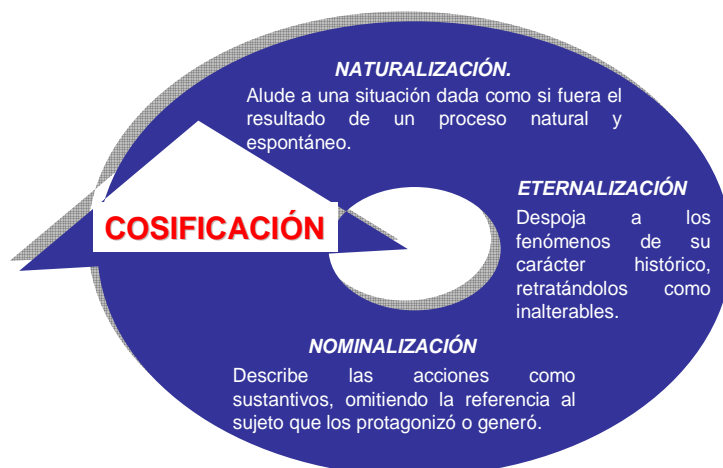 NATURALIZACIÓN.
Alude a una situación dada como si fuera el
resultado de un proceso natural y
espontáneo.
ETERNALIZACIÓN
Despoja a los
fenómenos de su
carácter histórico,
retratándolos como
inalterables.
COSIFICACIÓN
NOMINALIZACIÓN
Describe las acciones como
sustantivos, omitiendo la referencia al
sujeto que los protagonizó o generó.